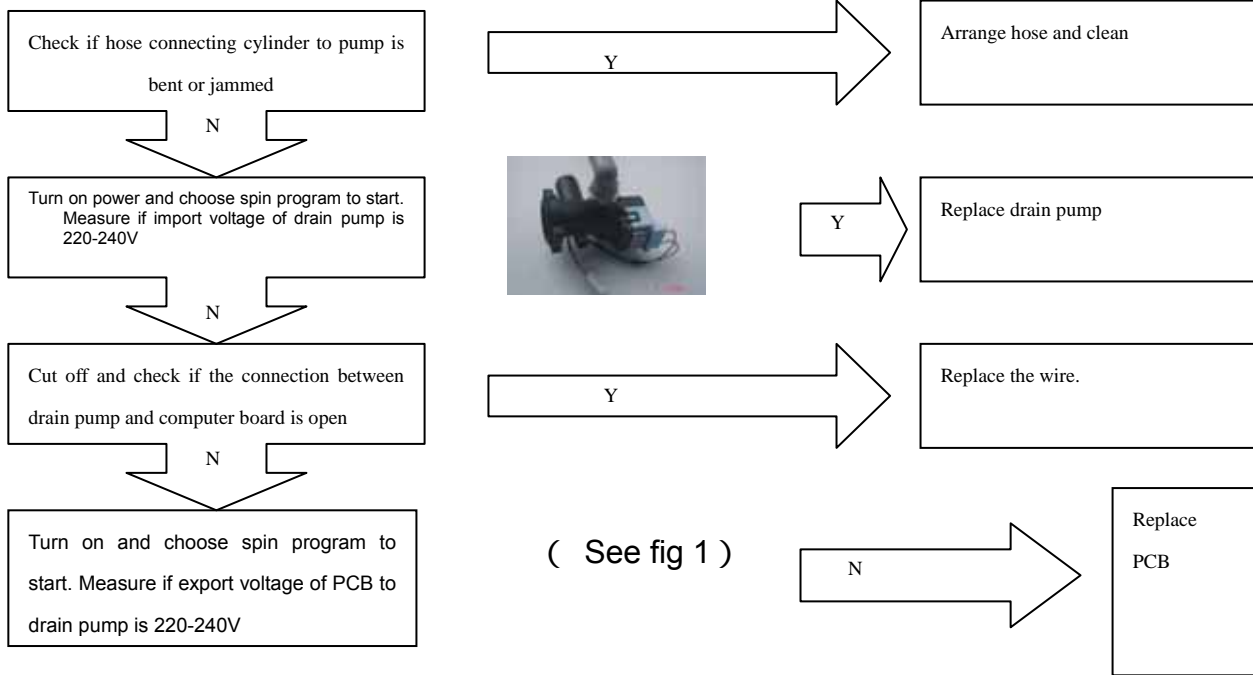 Check if hose connecting cylinder to pump is
bent or jammed
Y
Arrange hose and clean
N
Turn on power and choose spin program to start.
Measure if import voltage of drain pump is
220-240V
Y
Replace drain pump
N
Cut off and check if the connection between
drain pump and computer board is open
Y
Replace the wire.
N
Turn on and choose spin program to
start. Measure if export voltage of PCB to
drain pump is 220-240V
( See fig 1 )
N
Replace
PCB